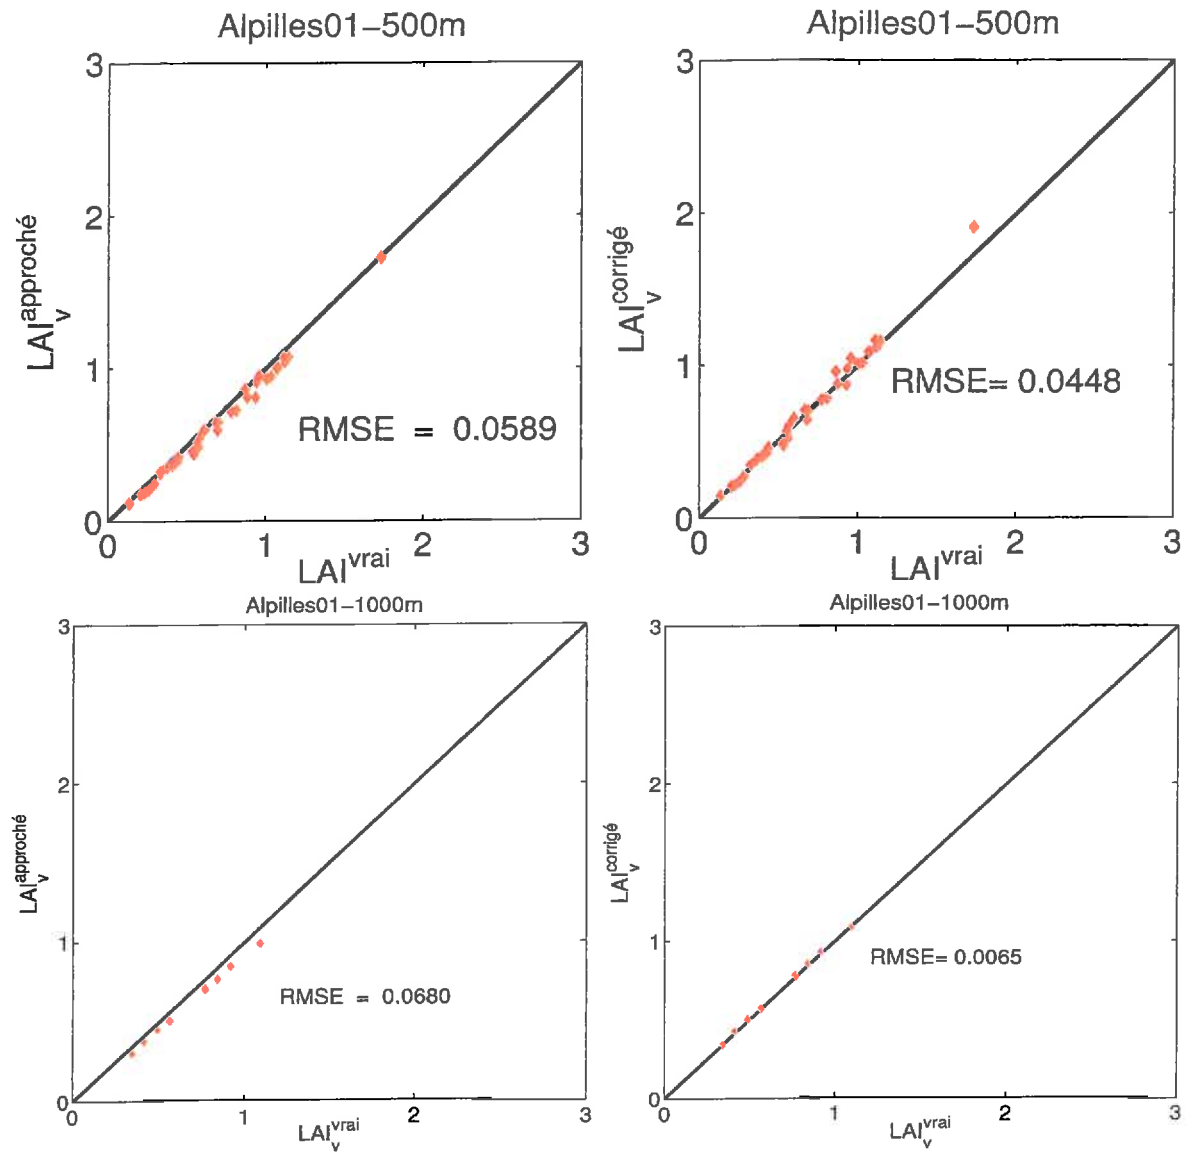 Alpilles01−500m
3
2
1
0
0 1 2 3
LAI_v^approché
RMSE = 0.0589
LAI^vrai
Alpilles01−500m
3
2
1
0
0 1 2 3
LAI_v^corrigé
RMSE= 0.0448
LAI^vrai
Alpilles01−1000m
3
2
1
0
0 1 2 3
LAI_v^approché
RMSE = 0.0680
LAI_v^vrai
Alpilles01−1000m
3
2
1
0
0 1 2 3
LAI_v^corrigé
RMSE= 0.0065
LAI_v^vrai